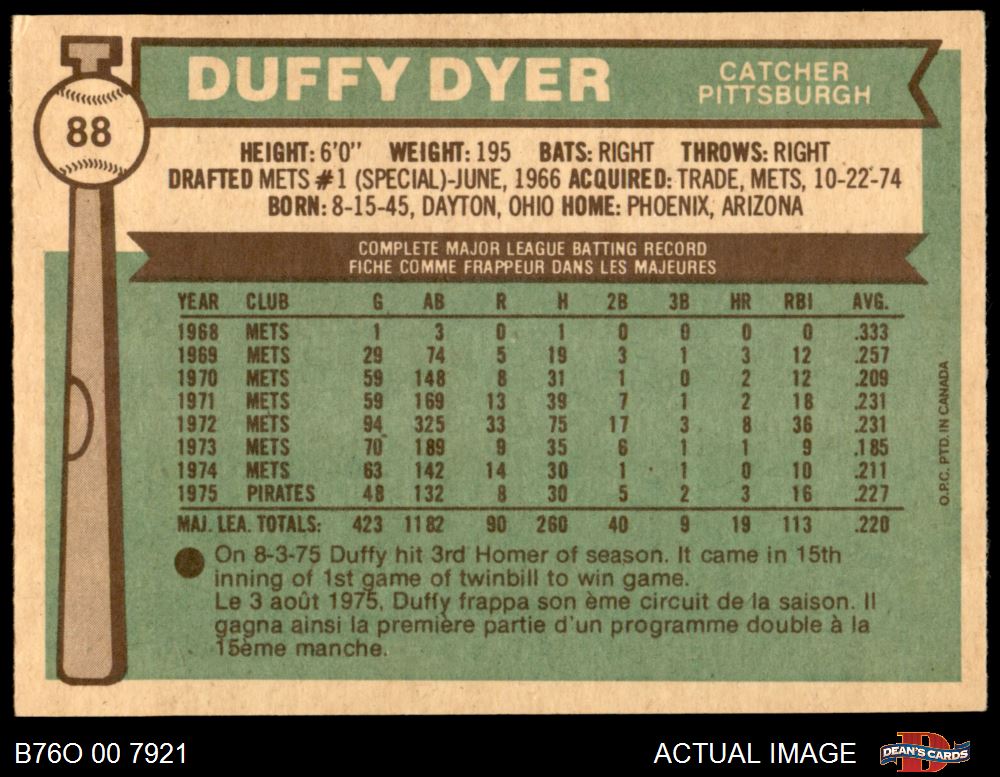 88
DUFFY DYER
CATCHER
PITTSBURGH
HEIGHT: 6'0" WEIGHT: 195 BATS: RIGHT THROWS: RIGHT
DRAFTED METS #1 (SPECIAL)-JUNE, 1966 ACQUIRED: TRADE, METS, 10-22-74
BORN: 8-15-45, DAYTON, OHIO HOME: PHOENIX, ARIZONA
COMPLETE MAJOR LEAGUE BATTING RECORD
FICHE COMME FRAPPEUR DANS LES MAJEURES
YEAR CLUB G AB R H 2B 3B HR RBI AVG.
1968 METS 1 3 0 1 0 0 0 0 .333
1969 METS 29 74 5 19 3 1 3 12 .257
1970 METS 59 148 8 31 1 0 2 12 .209
1971 METS 59 169 13 39 7 1 2 18 .231
1972 METS 94 325 33 75 17 3 8 36 .231
1973 METS 70 189 9 35 6 1 1 9 .185
1974 METS 63 142 14 30 1 1 0 10 .211
1975 PIRATES 48 132 8 30 5 2 3 16 .227
MAJ. LEA. TOTALS: 423 1182 90 260 40 9 19 113 .220
On 8-3-75 Duffy hit 3rd Homer of season. It came in 15th
inning of 1st game of twinbill to win game.
Le 3 août 1975, Duffy frappa son ème circuit de la saison. Il
gagna ainsi la première partie d'un programme double à la
15ème manche.
O.P.C. PTD. IN CANADA
B76O 00 7921
ACTUAL IMAGE
DEAN'S CARDS